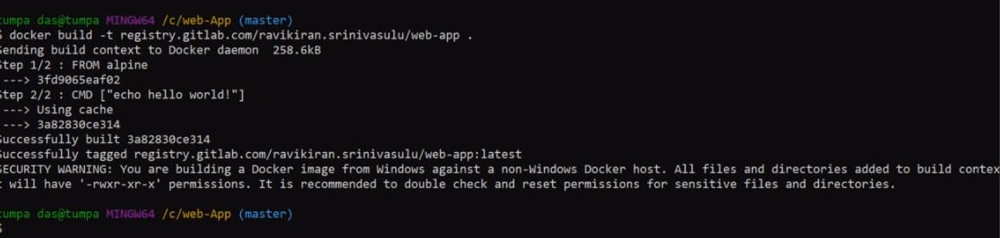 tumpa das@tumpa MINGW64 /c/web-App (master)
$ docker build -t registry.gitlab.com/ravikiran.srinivasulu/web-app .
Sending build context to Docker daemon  258.6kB
Step 1/2 : FROM alpine
 ---> 3fd9065eaf02
Step 2/2 : CMD ["echo hello world!"]
 ---> Using cache
 ---> 3a82830ce314
Successfully built 3a82830ce314
Successfully tagged registry.gitlab.com/ravikiran.srinivasulu/web-app:latest
SECURITY WARNING: You are building a Docker image from Windows against a non-Windows Docker host. All files and directories added to build contex
t will have '-rwxr-xr-x' permissions. It is recommended to double check and reset permissions for sensitive files and directories.
tumpa das@tumpa MINGW64 /c/web-App (master)
$